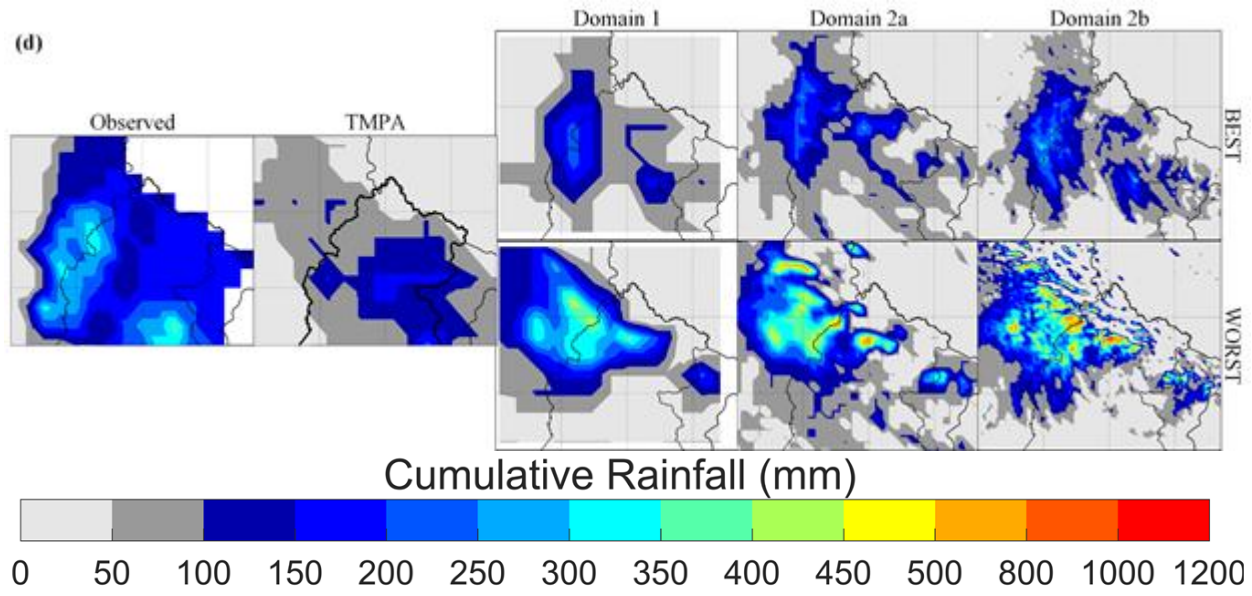 Domain 1 Domain 2a Domain 2b
(d)
Observed TMPA
BEST
WORST
Cumulative Rainfall (mm)
0 50 100 150 200 250 300 350 400 450 500 800 1000 1200